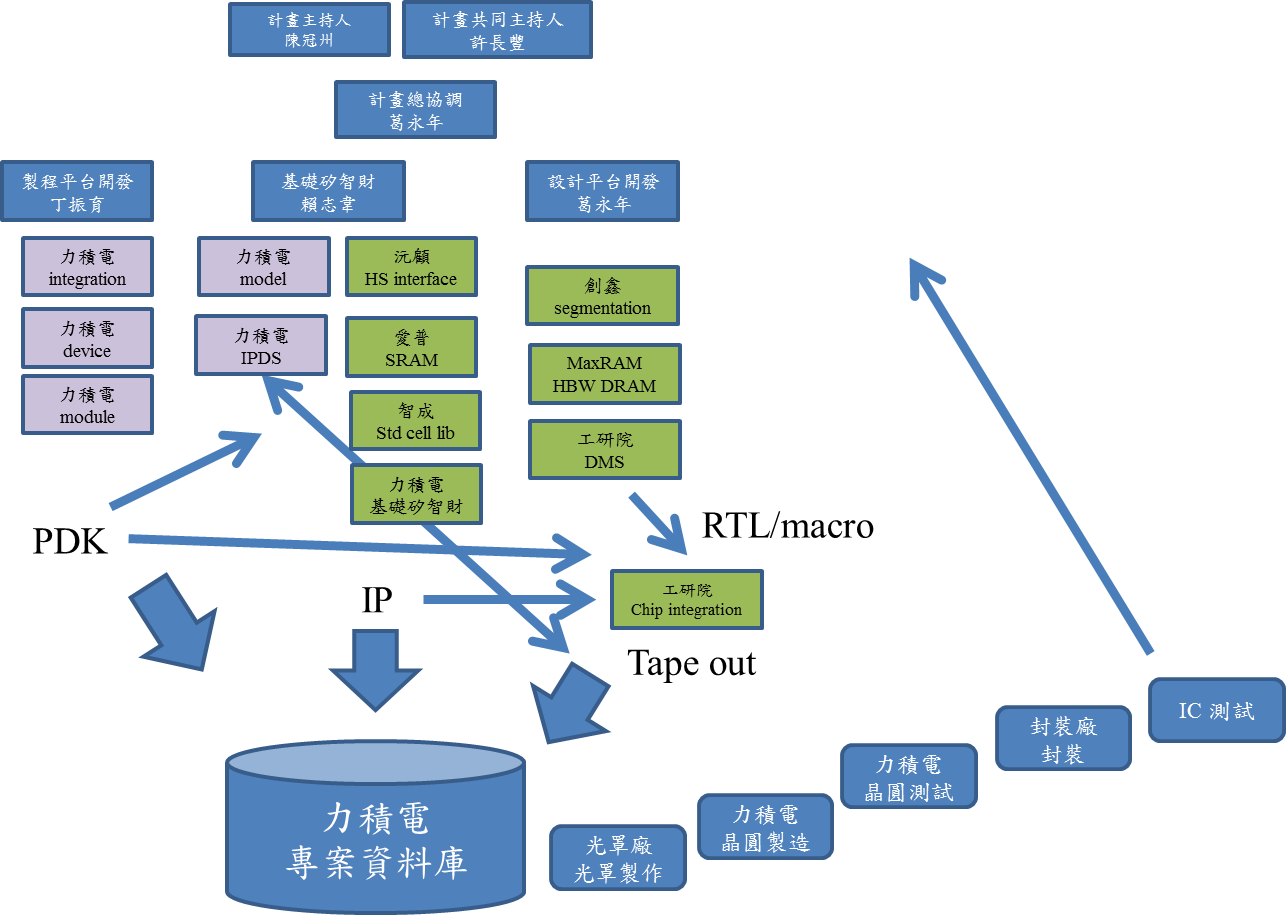 計畫主持人
陳冠州
計畫共同主持人
許長豐
計畫總協調
葛永年
製程平台開發
丁振育
基礎矽智財
賴志韋
設計平台開發
葛永年
力積電
integration
力積電
device
力積電
module
力積電
model
力積電
IPDS
沅顧
HS interface
愛普
SRAM
智成
Std cell lib
力積電
基礎矽智財
創鑫
segmentation
MaxRAM
HBW DRAM
工研院
DMS
PDK
IP
RTL/macro
工研院
Chip integration
Tape out
力積電
專案資料庫
光罩廠
光罩製作
力積電
晶圓製造
力積電
晶圓測試
封裝廠
封裝
IC 測試